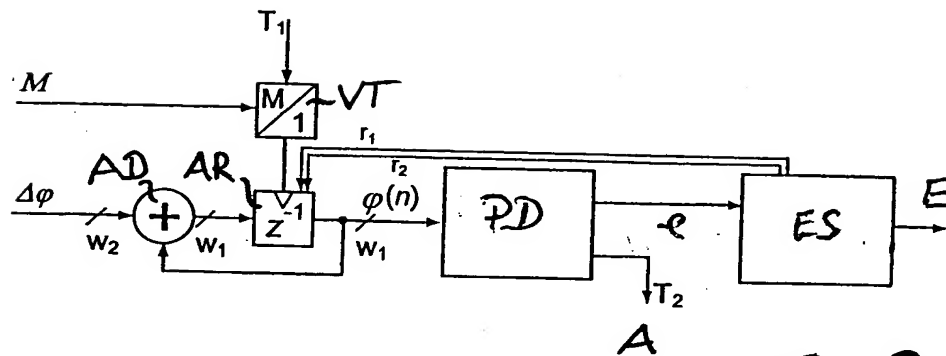 T1
M
M/1
VT
r1
r2
AD
AR
Δφ
w2
+
w1
z-1
φ(n)
w1
PD
e
ES
E
T2
A